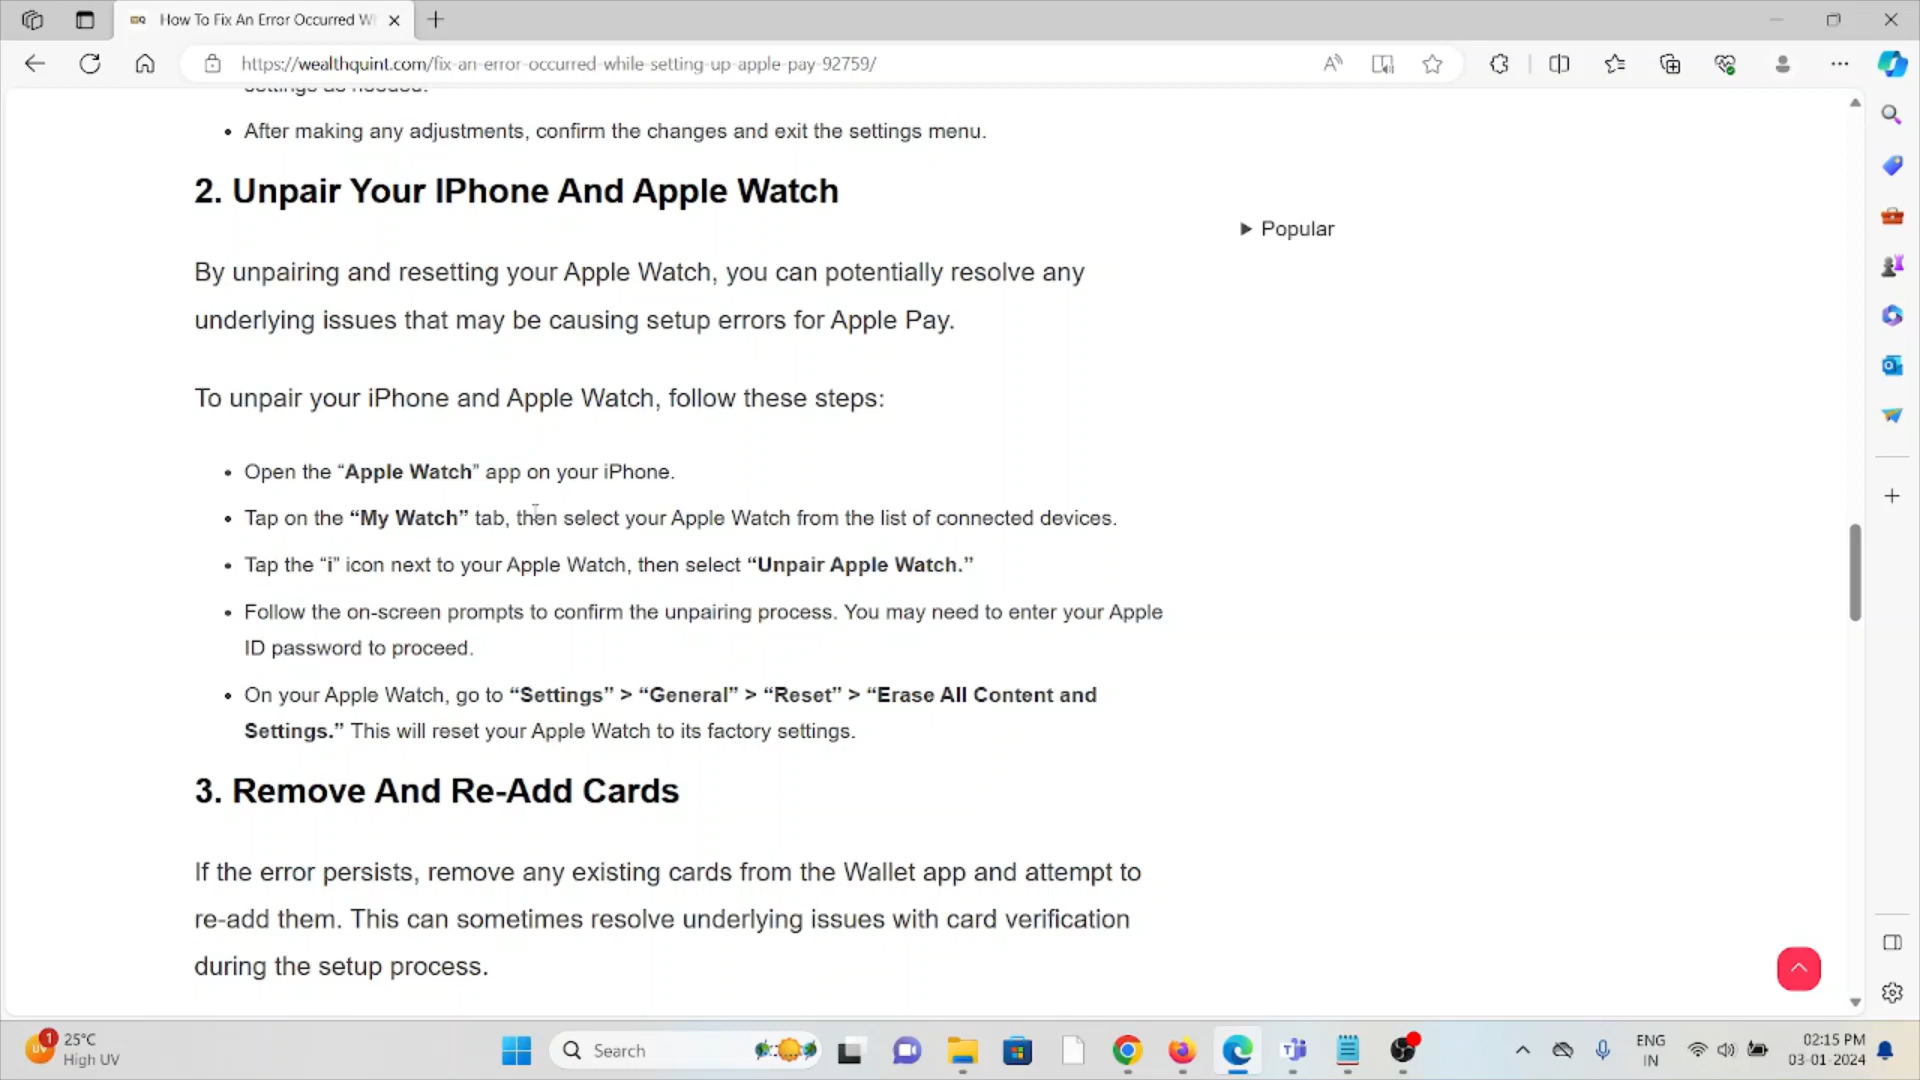 How To Fix An Error Occurred W
https://wealthquint.com/fix-an-error-occurred-while-setting-up-apple-pay-92759/
settings as needed.
• After making any adjustments, confirm the changes and exit the settings menu.
2. Unpair Your IPhone And Apple Watch
Popular
By unpairing and resetting your Apple Watch, you can potentially resolve any
underlying issues that may be causing setup errors for Apple Pay.
To unpair your iPhone and Apple Watch, follow these steps:
• Open the “Apple Watch” app on your iPhone.
• Tap on the “My Watch” tab, then select your Apple Watch from the list of connected devices.
• Tap the “i” icon next to your Apple Watch, then select “Unpair Apple Watch.”
• Follow the on-screen prompts to confirm the unpairing process. You may need to enter your Apple
ID password to proceed.
• On your Apple Watch, go to “Settings” > “General” > “Reset” > “Erase All Content and
Settings.” This will reset your Apple Watch to its factory settings.
3. Remove And Re-Add Cards
If the error persists, remove any existing cards from the Wallet app and attempt to
re-add them. This can sometimes resolve underlying issues with card verification
during the setup process.
1
25°C
High UV
Search
ENG
IN
02:15 PM
03-01-2024